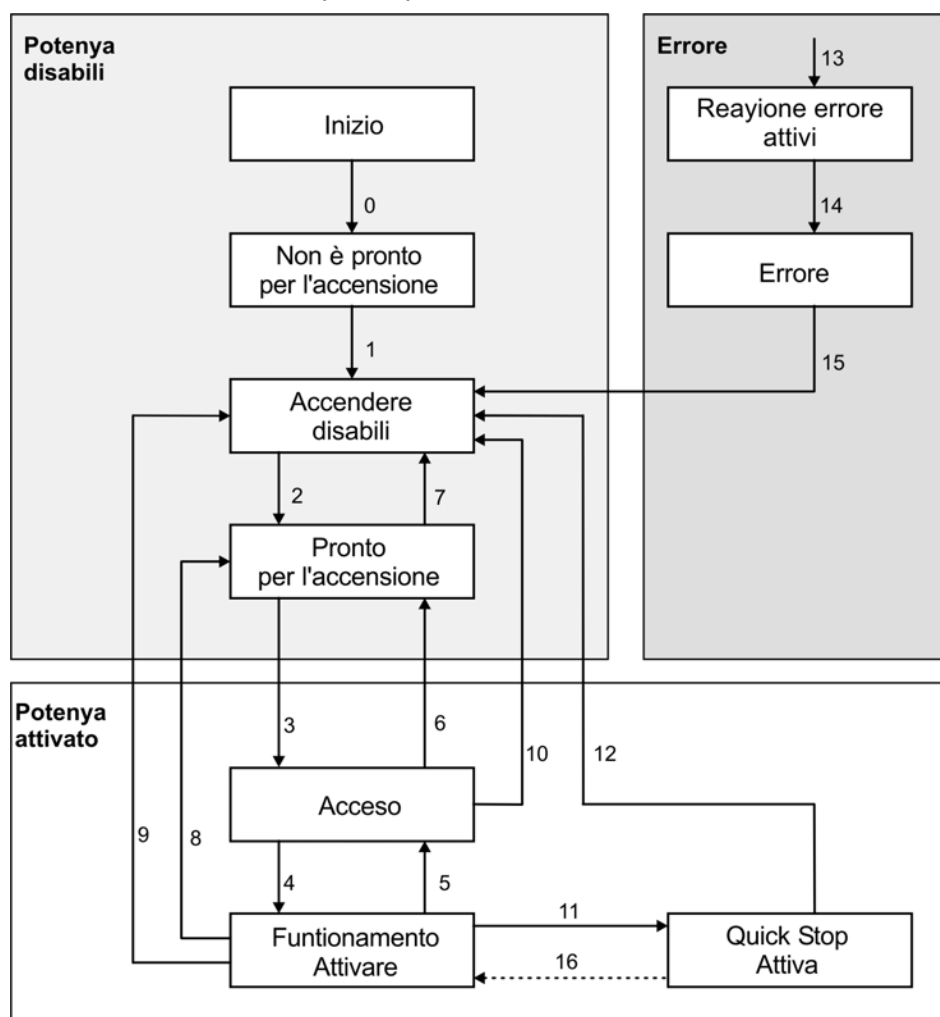 Potenya
disabili
Inizio
0
Non è pronto
per l'accensione
1
Accendere
disabili
2
7
Pronto
per l'accensione
Errore
13
Reayione errore
attivi
14
Errore
15
Potenya
attivato
3
6
10
12
Acceso
9
8
4
5
Funtionamento
Attivare
11
16
Quick Stop
Attiva